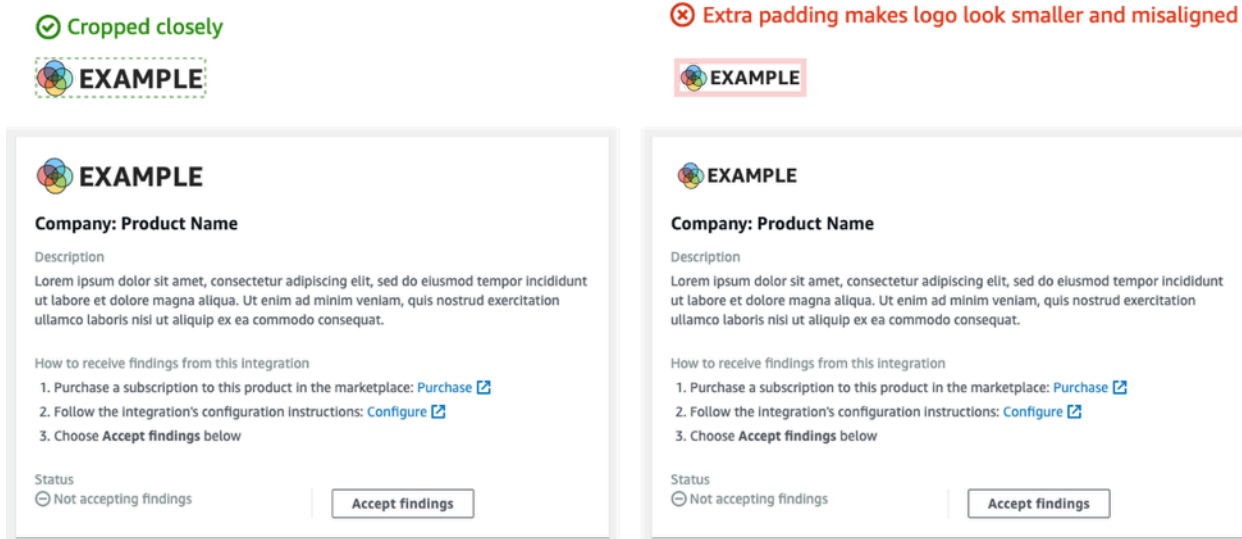 Cropped closely
EXAMPLE
EXAMPLE
Company: Product Name
Description
Lorem ipsum dolor sit amet, consectetur adipiscing elit, sed do eiusmod tempor incididunt
ut labore et dolore magna aliqua. Ut enim ad minim veniam, quis nostrud exercitation
ullamco laboris nisi ut aliquip ex ea commodo consequat.
How to receive findings from this integration
1. Purchase a subscription to this product in the marketplace: Purchase
2. Follow the integration's configuration instructions: Configure
3. Choose Accept findings below
Status
Not accepting findings
Accept findings
Extra padding makes logo look smaller and misaligned
EXAMPLE
EXAMPLE
Company: Product Name
Description
Lorem ipsum dolor sit amet, consectetur adipiscing elit, sed do eiusmod tempor incididunt
ut labore et dolore magna aliqua. Ut enim ad minim veniam, quis nostrud exercitation
ullamco laboris nisi ut aliquip ex ea commodo consequat.
How to receive findings from this integration
1. Purchase a subscription to this product in the marketplace: Purchase
2. Follow the integration's configuration instructions: Configure
3. Choose Accept findings below
Status
Not accepting findings
Accept findings